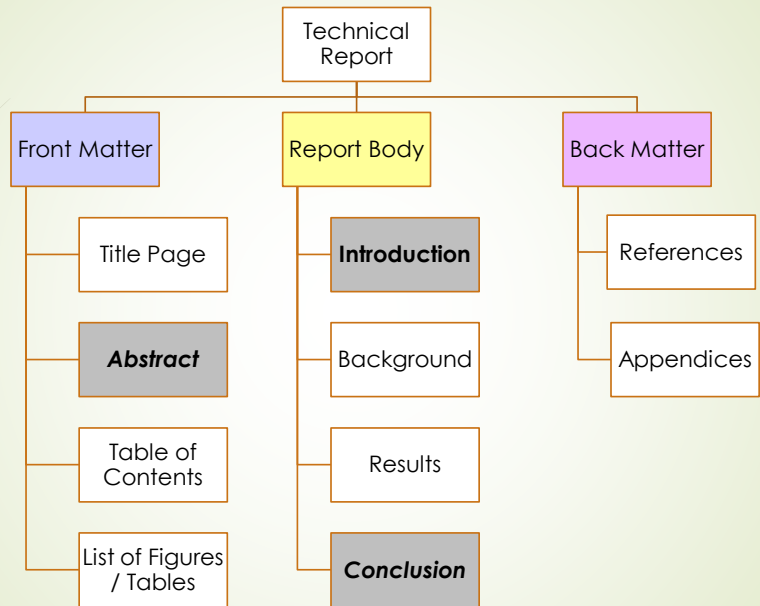 Technical
Report
Front Matter
Report Body
Back Matter
Title Page
Introduction
References
Abstract
Background
Appendices
Table of
Contents
Results
List of Figures
/ Tables
Conclusion